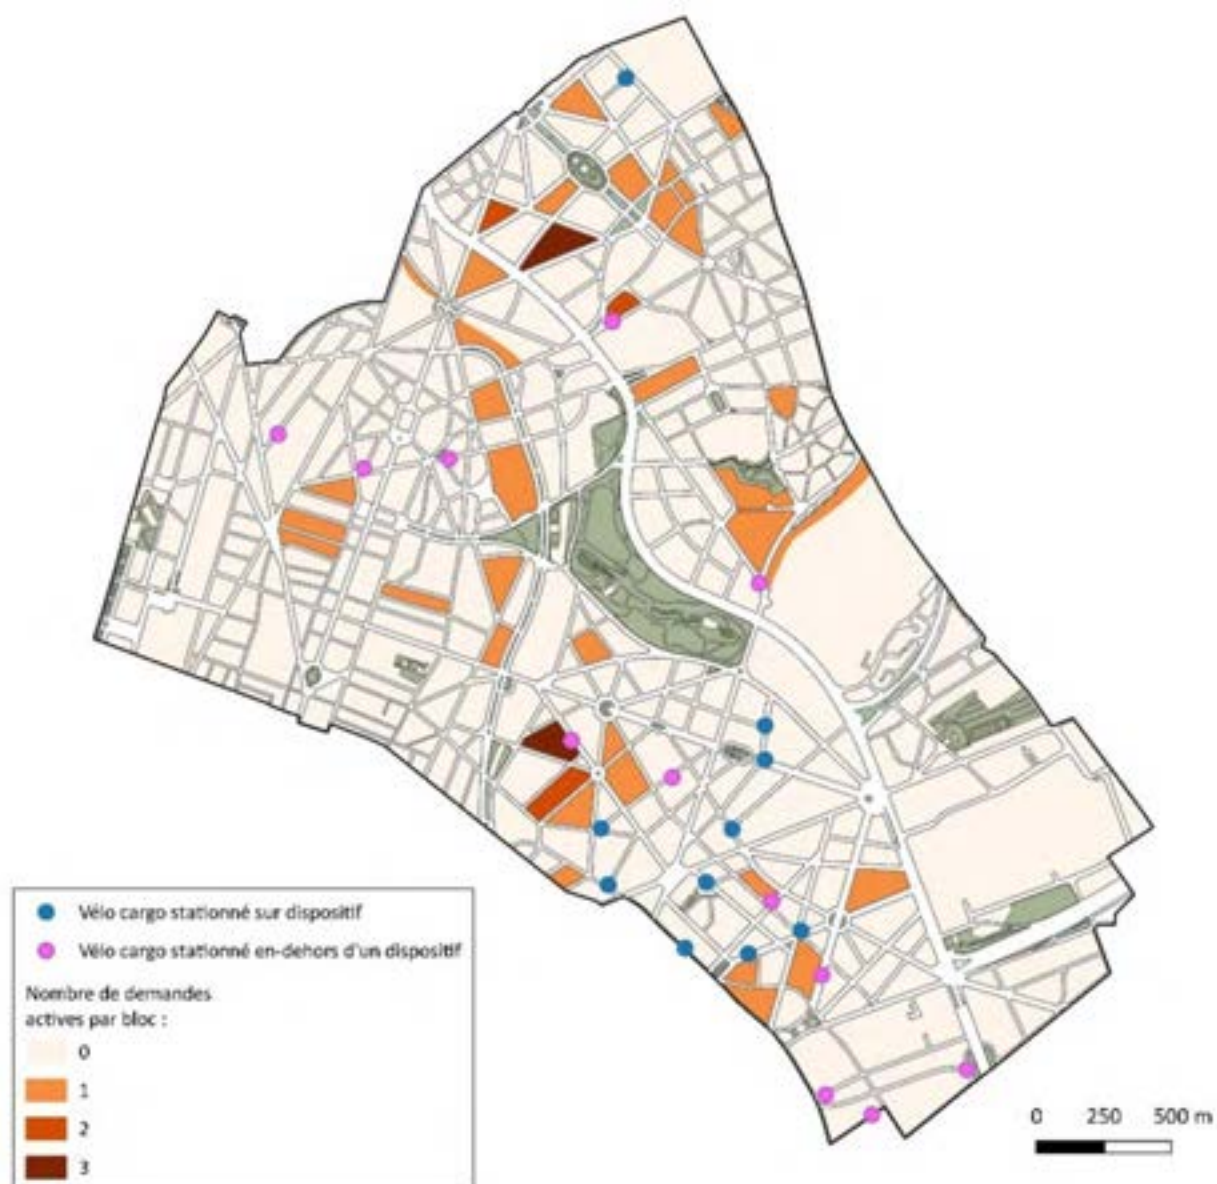 Vélo cargo stationné sur dispositif
Vélo cargo stationné en-dehors d'un dispositif
Nombre de demandes
actives par bloc :
0
1
2
3
0 250 500 m